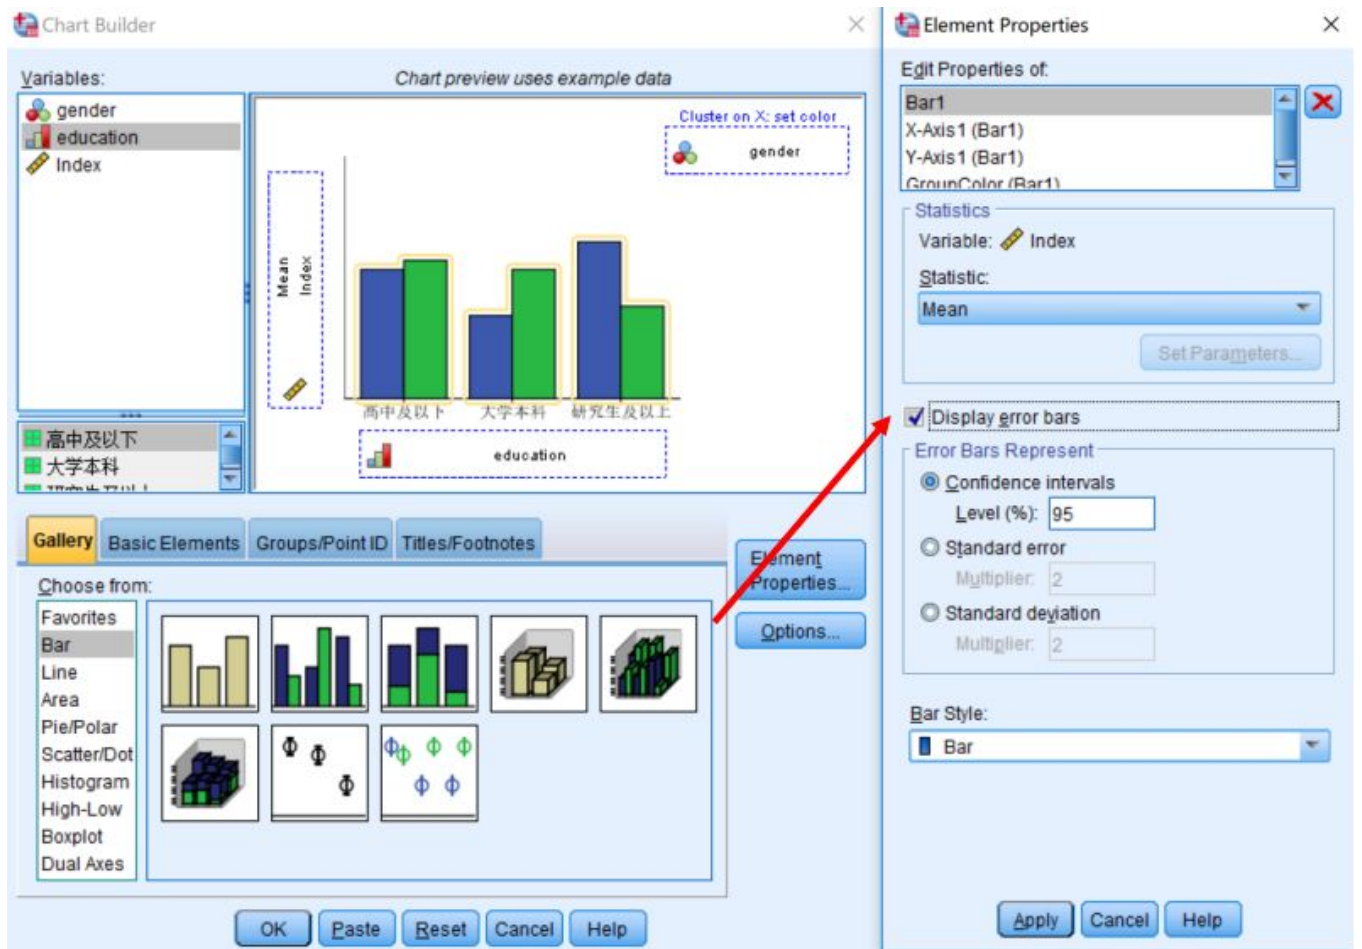 Chart Builder
Variables:
gender
education
Index
Chart preview uses example data
Cluster on X: set color
gender
Mean
Index
高中及以下
大学本科
研究生及以上
education
高中及以下
大学本科
Gallery
Basic Elements
Groups/Point ID
Titles/Footnotes
Choose from:
Favorites
Bar
Line
Area
Pie/Polar
Scatter/Dot
Histogram
High-Low
Boxplot
Dual Axes
Element
Properties...
Options...
OK
Paste
Reset
Cancel
Help
Element Properties
Edit Properties of:
Bar1
X-Axis1 (Bar1)
Y-Axis1 (Bar1)
GroupColor (Bar1)
Statistics
Variable: Index
Statistic:
Mean
Set Parameters...
Display error bars
Error Bars Represent
Confidence intervals
Level (%): 95
Standard error
Multiplier: 2
Standard deviation
Multiplier: 2
Bar Style:
Bar
Apply
Cancel
Help